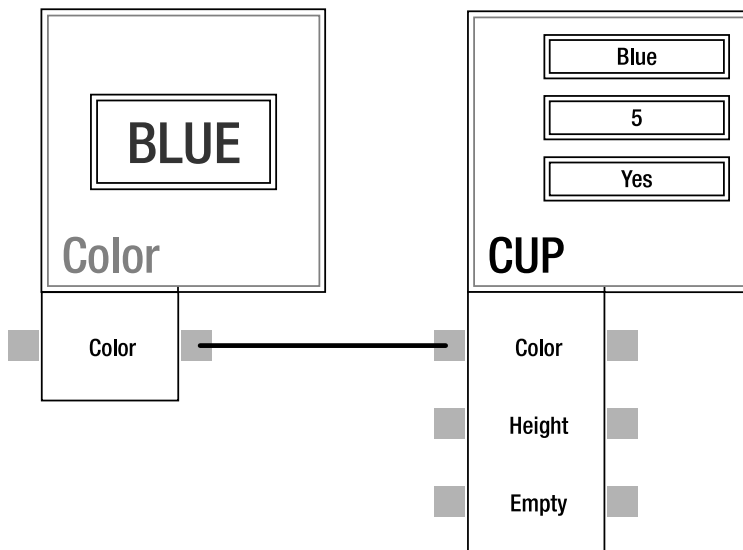 BLUE
Color
Color
Blue
5
Yes
CUP
Color
Height
Empty